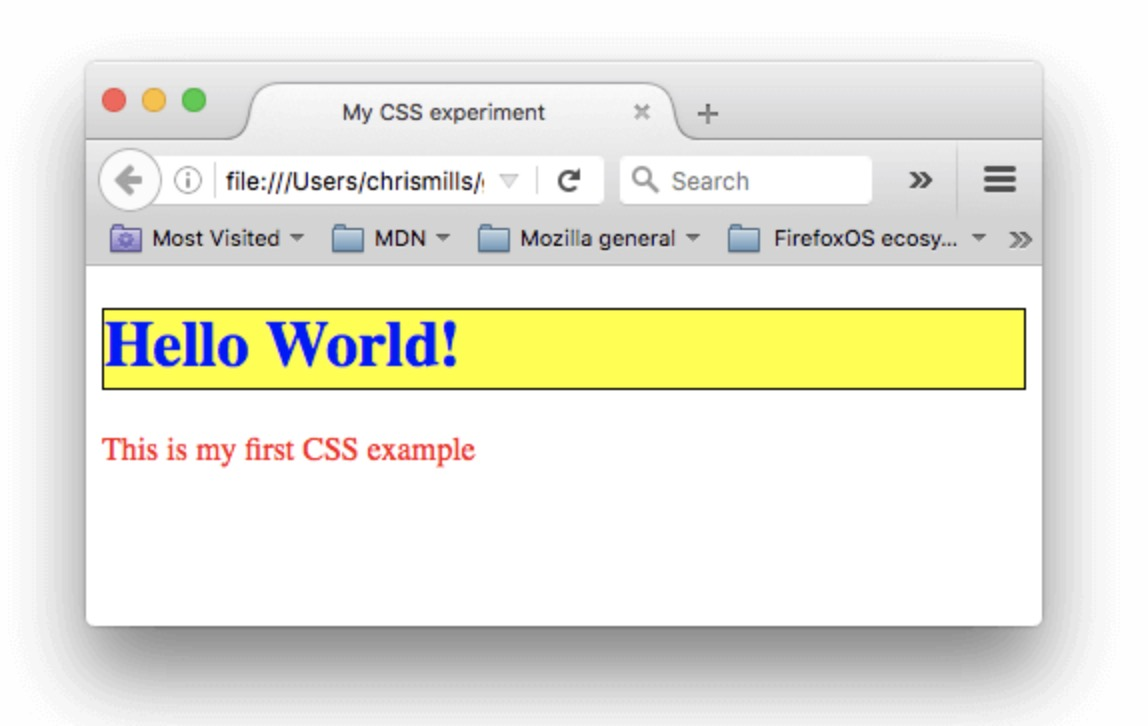 My CSS experiment
file:///Users/chrismills/
Search
Most Visited MDN Mozilla general FirefoxOS ecosy...
Hello World!
This is my first CSS example